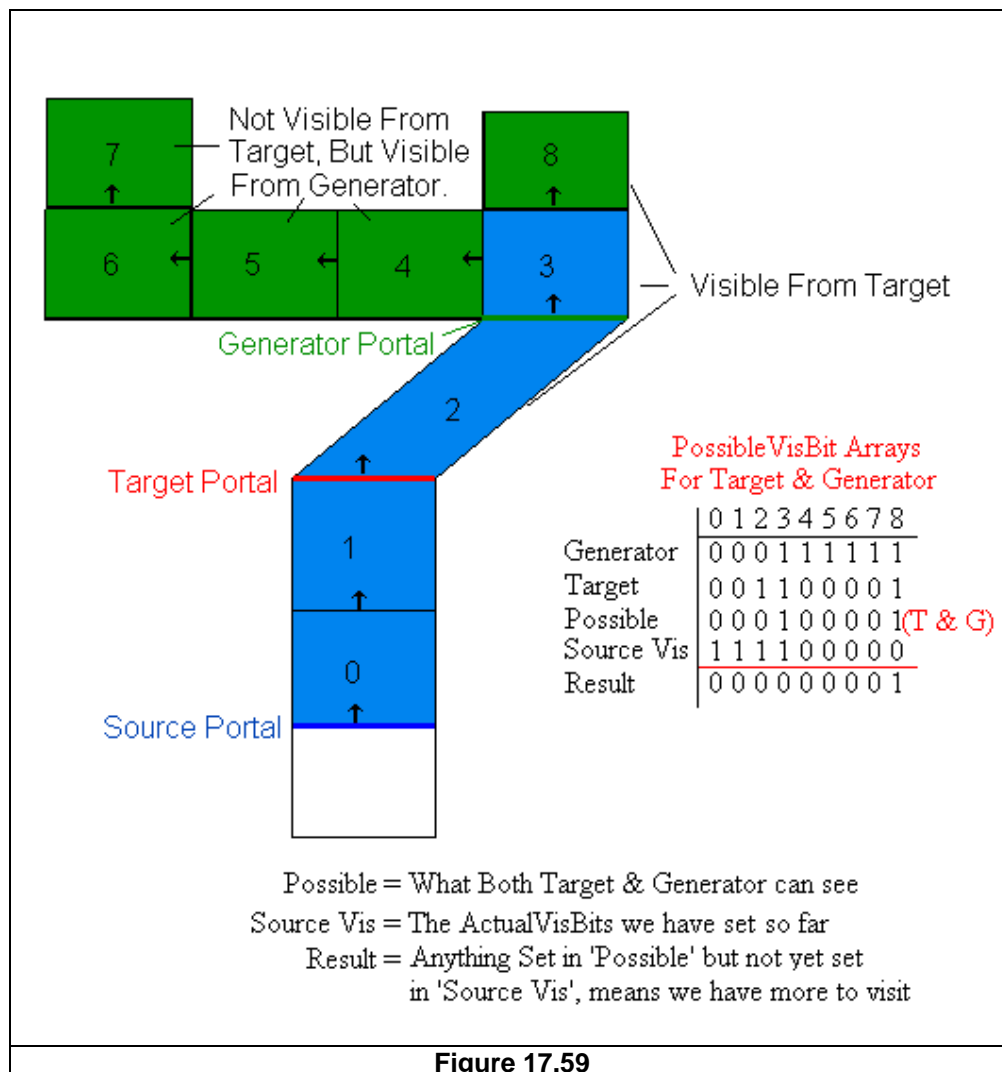 Not Visible From
Target, But Visible
From Generator.
7
8
6
5
4
3
Visible From Target
Generator Portal
2
PossibleVisBit Arrays
For Target & Generator
Target Portal
0 1 2 3 4 5 6 7 8
Generator 0 0 0 1 1 1 1 1 1
Target 0 0 1 1 0 0 0 0 1
Possible 0 0 0 1 0 0 0 0 1 (T & G)
Source Vis 1 1 1 1 0 0 0 0 0
Result 0 0 0 0 0 0 0 0 1
1
0
Source Portal
Possible = What Both Target & Generator can see
Source Vis = The ActualVisBits we have set so far
Result = Anything Set in 'Possible' but not yet set
in 'Source Vis', means we have more to visit
Figure 17.59